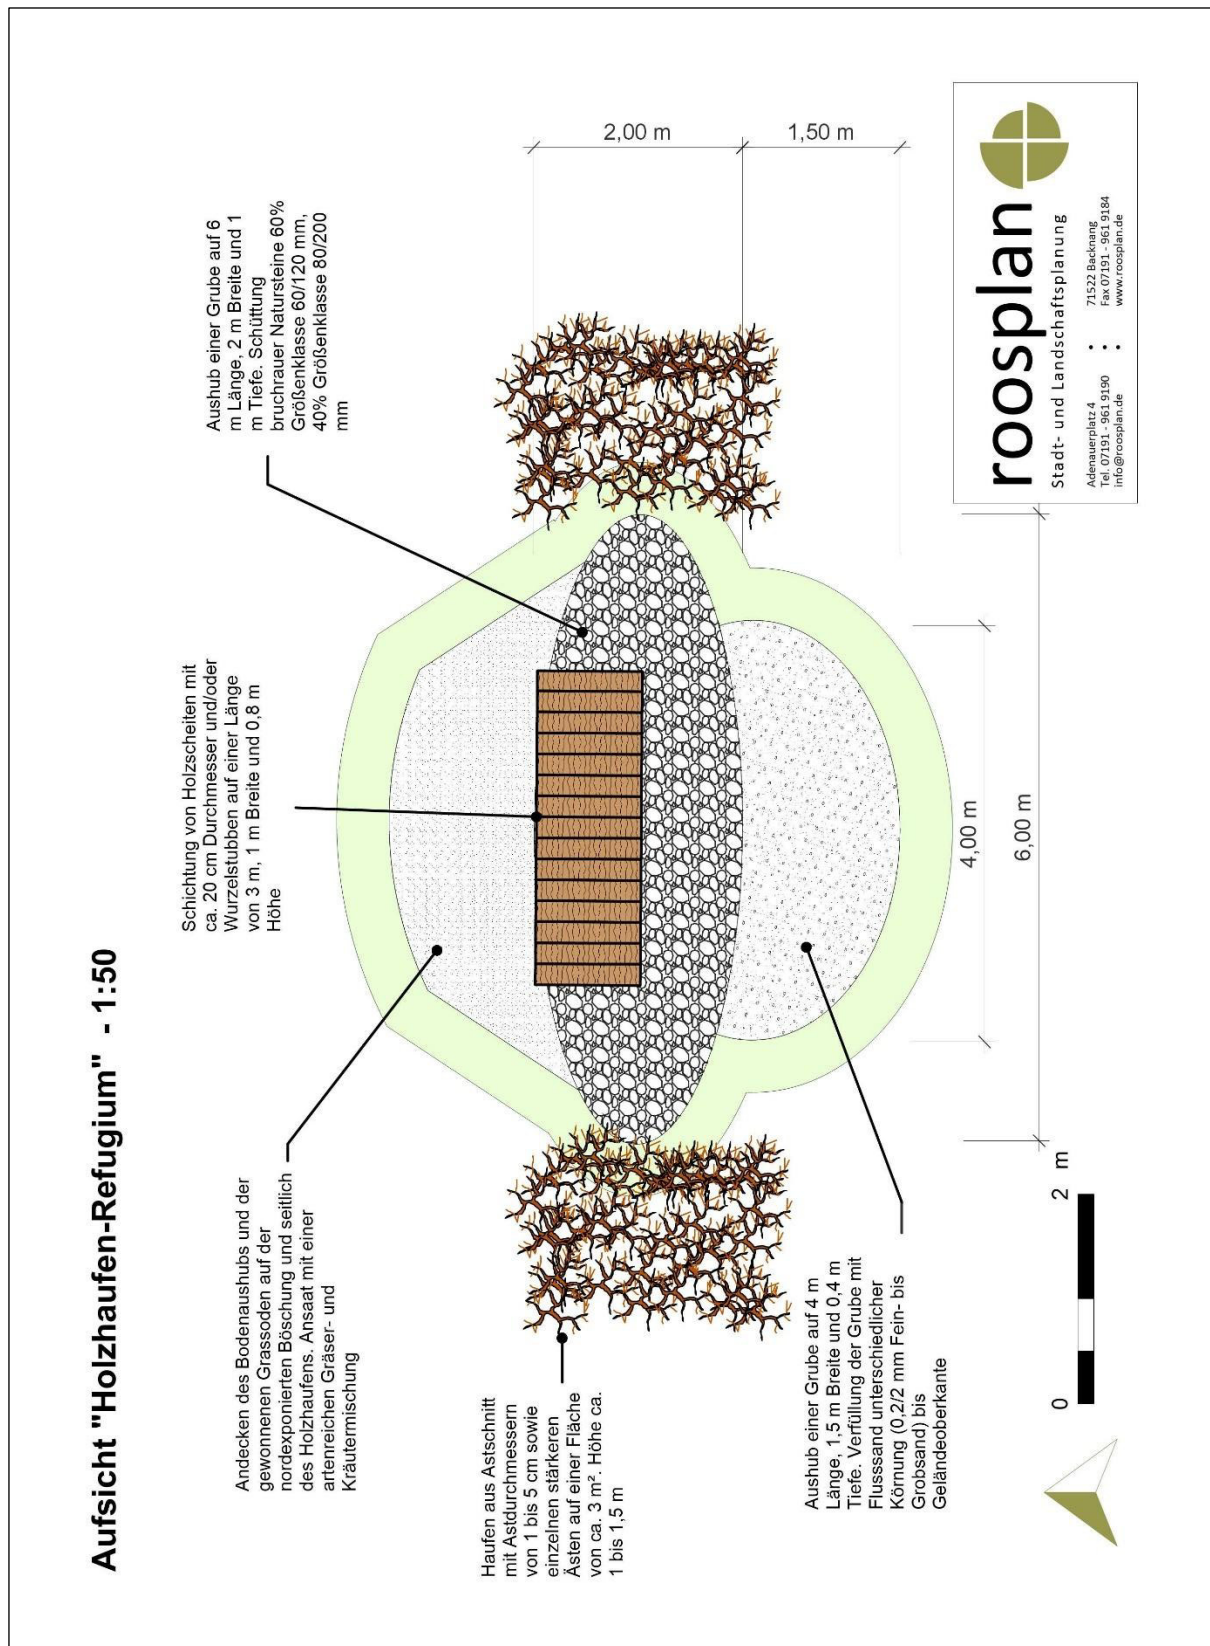 Aufsicht "Holzhaufen-Refugium" - 1:50
Andecken des Bodenaushubs und der
gewonnenen Grassoden auf der
nordexponierten Böschung und seitlich
des Holzhaufens. Ansaat mit einer
artenreichen Gräser- und
Kräutermischung
Schichtung von Holzscheiten mit
ca. 20 cm Durchmesser und/oder
Wurzelstubben auf einer Länge
von 3 m, 1 m Breite und 0,8 m
Höhe
Aushub einer Grube auf 6
m Länge, 2 m Breite und 1
m Tiefe. Schüttung
bruchrauer Natursteine 60%
Größenklasse 60/120 mm,
40% Größenklasse 80/200
mm
2,00 m
1,50 m
Haufen aus Astschnitt
mit Astdurchmessern
von 1 bis 5 cm sowie
einzelnen stärkeren
Ästen auf einer Fläche
von ca. 3 m². Höhe ca.
1 bis 1,5 m
Aushub einer Grube auf 4 m
Länge, 1,5 m Breite und 0,4 m
Tiefe. Verfüllung der Grube mit
Flusssand unterschiedlicher
Körnung (0,2/2 mm Fein- bis
Grobsand) bis
Geländeoberkante
4,00 m
6,00 m
0 2 m
roosplan
Stadt- und Landschaftsplanung
Adenauerplatz 4 : 71522 Backnang
Tel. 07191 - 961 9190 : Fax 07191 - 961 9184
info@roosplan.de : www.roosplan.de